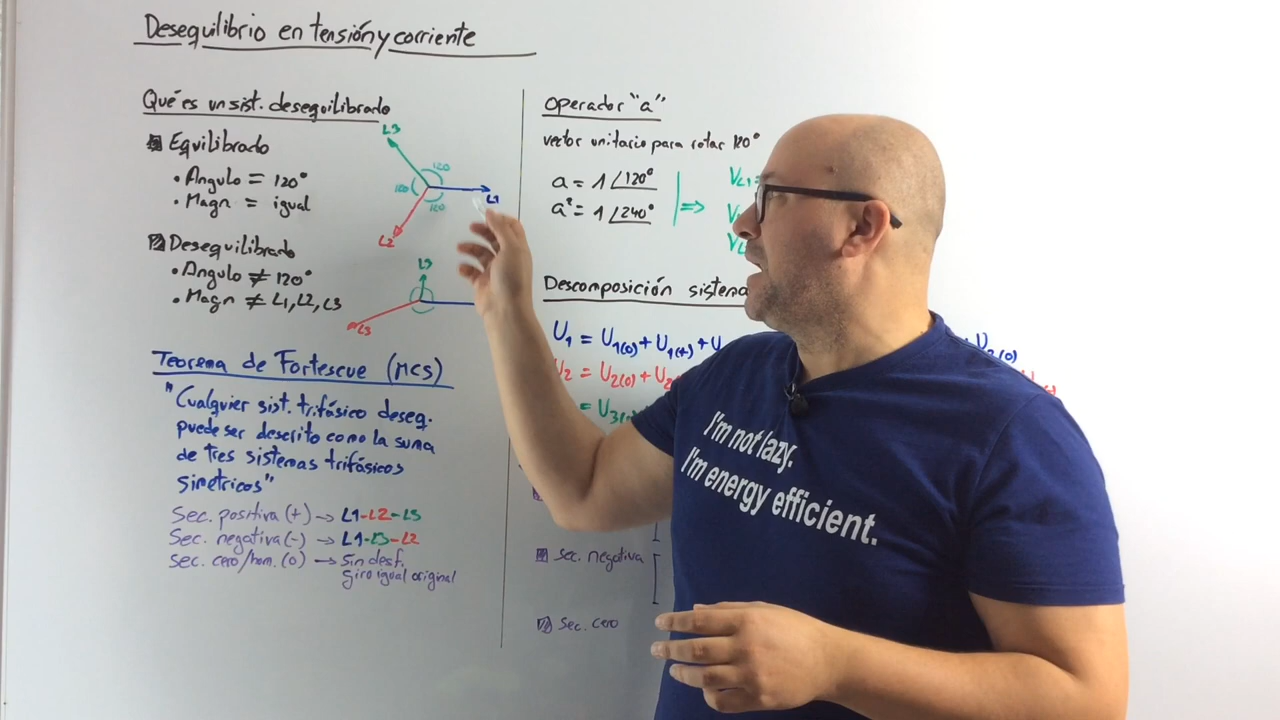 Desequilibrio en tensión y corriente
Qué es un sist. desequilibrado
Equilibrado
• Angulo = 120°
• Magn = igual
L3
120
120
120
L1
L2
Desequilibrado
• Angulo ≠ 120°
• Magn ≠ L1, L2, L3
L3
L3
Teorema de Fortescue (MCS)
"Cualquier sist. trifásico deseq.
puede ser descrito como la suma
de tres sistemas trifásicos
simétricos"
Sec. positiva (+) → L1-L2-L3
Sec. negativa (-) → L1-L3-L2
Sec. cero/hom. (0) → Sin desf.
Giro igual original
Operador "a"
vector unitario para rotar 120°
a = 1∠120°
a² = 1∠240°
⇒
VL1=
Descomposición sistema
U1 = U1(0) + U1(+) + U
U2(0)
2 = U2(0) + U2
= U3(
Sec. negativa
Sec. cero
I'm not lazy.
I'm energy efficient.